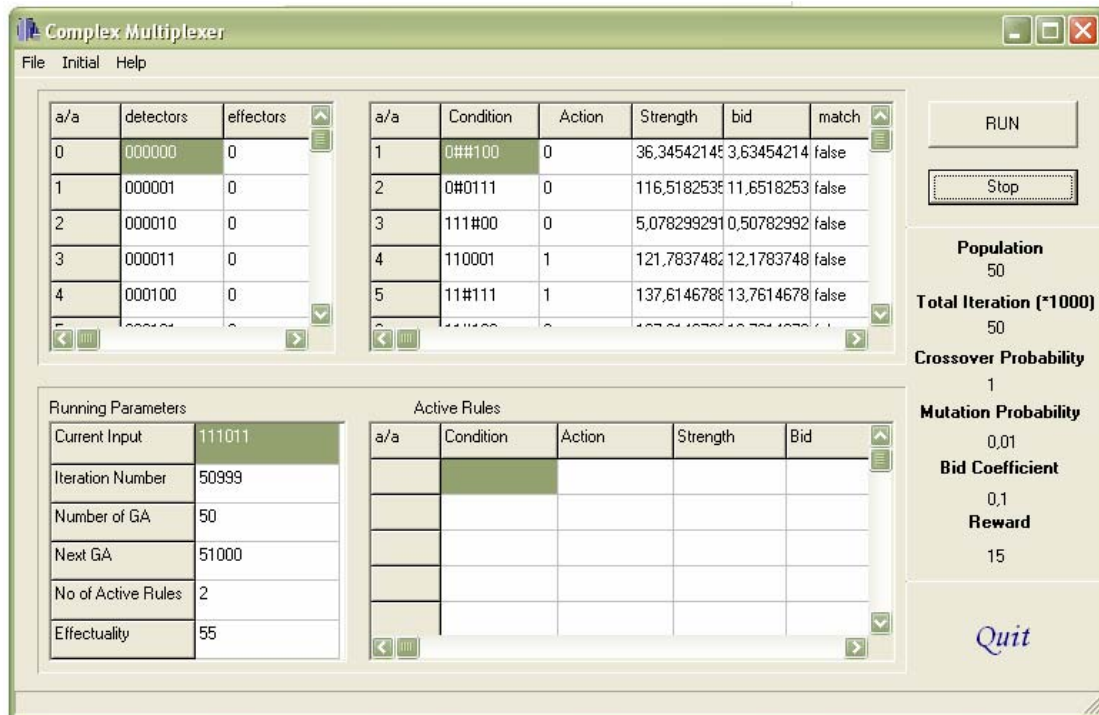 Complex Multiplexer
File Initial Help
a/a detectors effectors
0 000000 0
1 000001 0
2 000010 0
3 000011 0
4 000100 0
a/a Condition Action Strength bid match
1 0##100 0 36,34542145 3,63454214 false
2 0#0111 0 116,5182535 11,6518253 false
3 111#00 0 5,078299291 0,50782992 false
4 110001 1 121,7837482 12,1783748 false
5 11#111 1 137,6146788 13,7614678 false
RUN
Stop
Population
50
Total Iteration (*1000)
50
Crossover Probability
1
Mutation Probability
0,01
Bid Coefficient
0,1
Reward
15
Quit
Running Parameters
Current Input 111011
Iteration Number 50999
Number of GA 50
Next GA 51000
No of Active Rules 2
Effectuality 55
Active Rules
a/a Condition Action Strength Bid